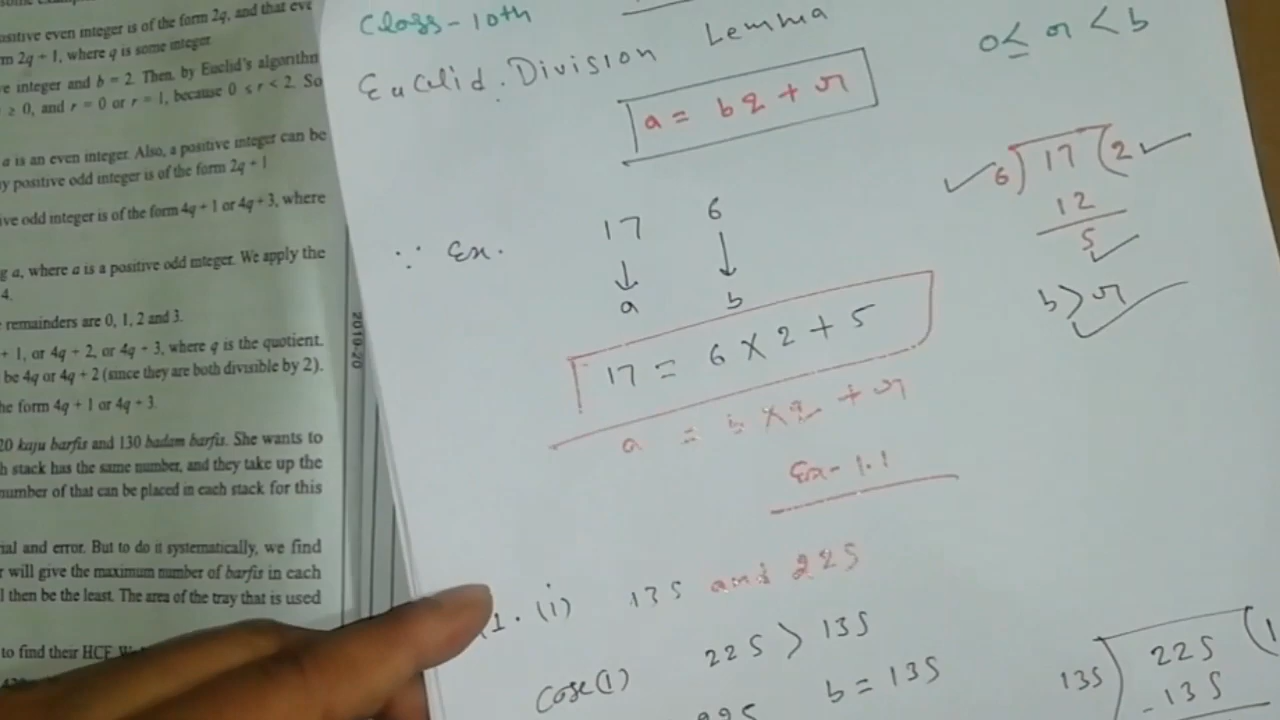 ositive even integer is of the form 2q, and that eve
m 2q + 1, where q is some integer.
ve integer and b = 2. Then, by Euclid's algorithm
≥ 0, and r = 0 or r = 1, because 0 ≤ r < 2. So
a is an even integer. Also, a positive integer can be
y positive odd integer is of the form 2q + 1
ive odd integer is of the form 4q + 1 or 4q + 3, where
g a, where a is a positive odd integer. We apply the
4.
remainders are 0, 1, 2 and 3.
+ 1, or 4q + 2, or 4q + 3, where q is the quotient.
be 4q or 4q + 2 (since they are both divisible by 2).
he form 4q + 1 or 4q + 3.
20 kaju barfis and 130 badam barfis. She wants to
h stack has the same number, and they take up the
number of that can be placed in each stack for this
ial and error. But to do it systematically, we find
r will give the maximum number of barfis in each
l then be the least. The area of the tray that is used
to find their HCF.
2019-20
Class - 10th
Euclid. Division Lemma
0 ≤ r < b
a = bq + r
6) 17 (2
12
5
b > r
∵ Ex. 17 6
↓ ↓
a b
17 = 6 × 2 + 5
a = b × q + r
Ex - 1.1
1. (i) 135 and 225
Case(1) 225 > 135
225 b = 135
135) 225 (1
- 135